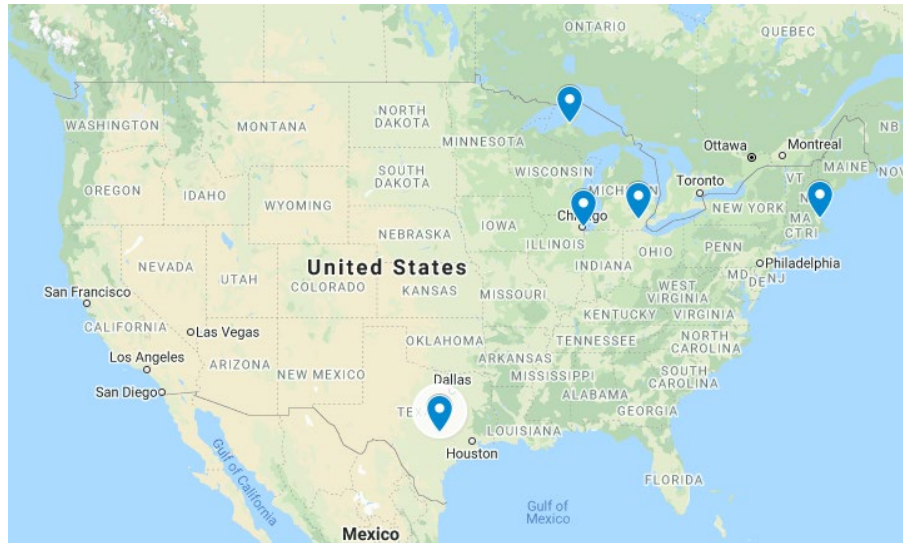 ONTARIO
QUEBEC
WASHINGTON
MONTANA
NORTH
DAKOTA
MINNESOTA
Ottawa
Montreal
NB
MAINE
NOV
OREGON
IDAHO
SOUTH
DAKOTA
WISCONSIN
Toronto
VT
WYOMING
NEW YORK
MA
CT RI
IOWA
NEBRASKA
ILLINOIS
INDIANA
OHIO
PENN
Philadelphia
NEVADA
UTAH
United States
COLORADO
KANSAS
MISSOURI
WEST
VIRGINIA
MD
DE
NJ
San Francisco
KENTUCKY
VIRGINIA
CALIFORNIA
Las Vegas
OKLAHOMA
TENNESSEE
NORTH
CAROLINA
Los Angeles
ARIZONA
NEW MEXICO
ARKANSAS
SOUTH
CAROLINA
Dallas
MISSISSIPPI
San Diego
ALABAMA
GEORGIA
LOUISIANA
Houston
Gulf of
California
FLORIDA
Gulf of
Mexico
Mexico